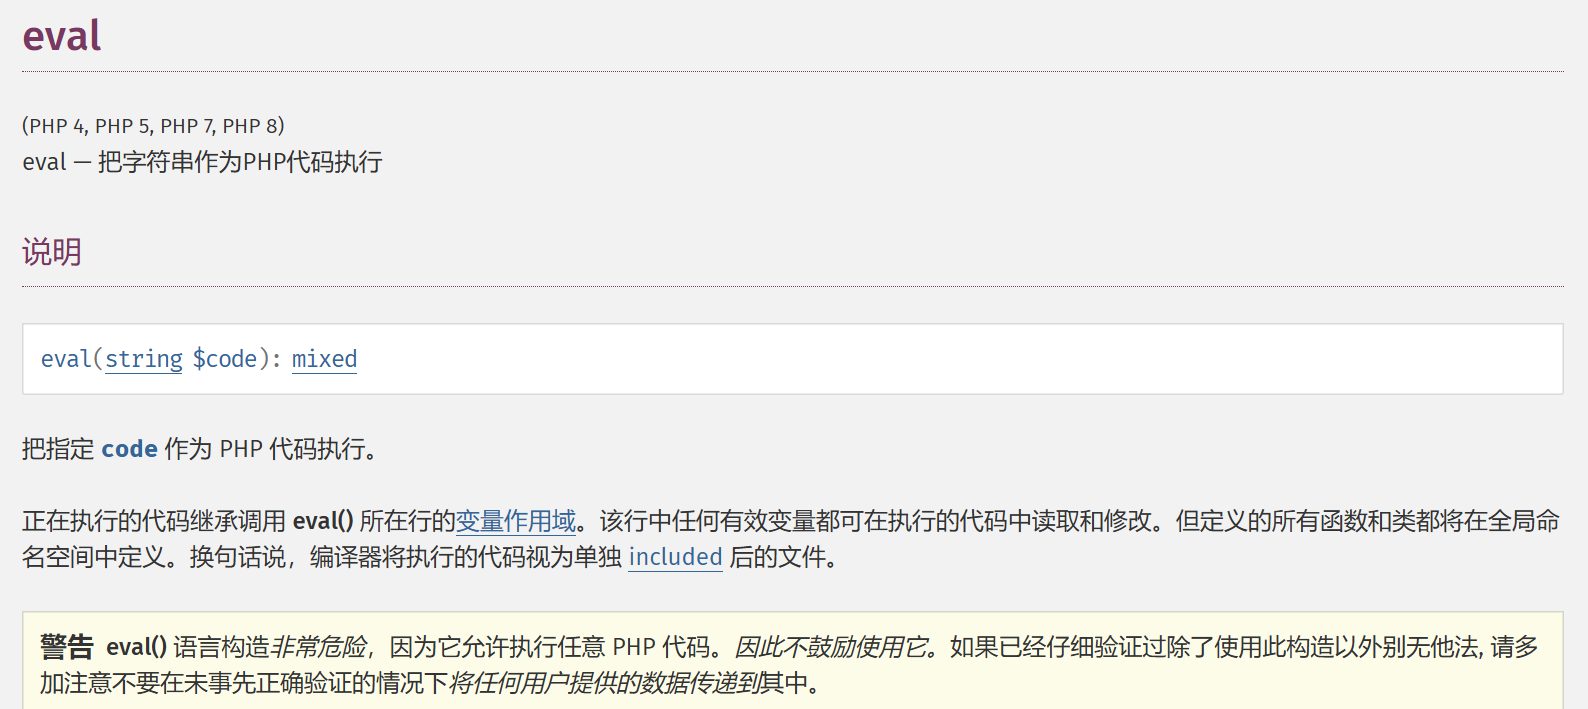 eval
(PHP 4, PHP 5, PHP 7, PHP 8)
eval — 把字符串作为PHP代码执行
说明
eval(string $code): mixed
把指定 code 作为 PHP 代码执行。
正在执行的代码继承调用 eval() 所在行的变量作用域。该行中任何有效变量都可在执行的代码中读取和修改。但定义的所有函数和类都将在全局命
名空间中定义。换句话说，编译器将执行的代码视为单独 included 后的文件。
警告 eval() 语言构造非常危险，因为它允许执行任意 PHP 代码。因此不鼓励使用它。如果已经仔细验证过除了使用此构造以外别无他法, 请多
加注意不要在未事先正确验证的情况下将任何用户提供的数据传递到其中。